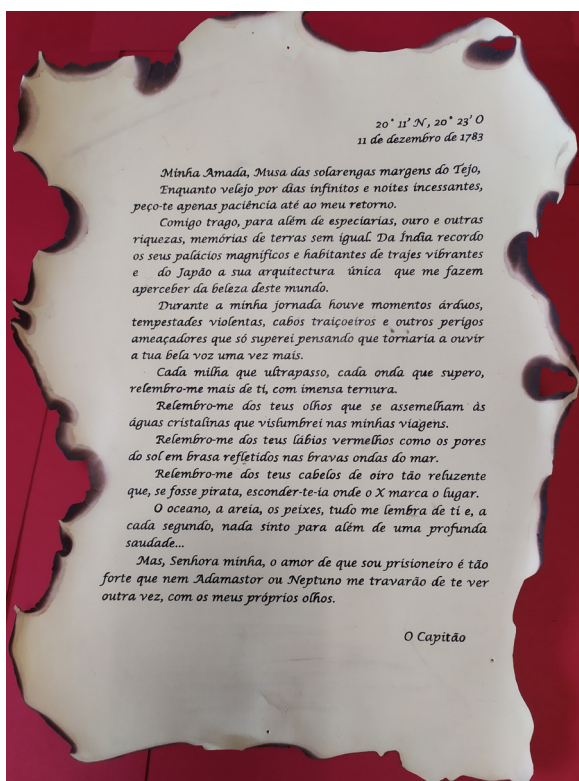 20° 11' N, 20° 23' O
11 de dezembro de 1783
Minha Amada, Musa das solarengas margens do Tejo,
Enquanto velejo por dias infinitos e noites incessantes,
peço-te apenas paciência até ao meu retorno.
Comigo trago, para além de especiarias, ouro e outras
riquezas, memórias de terras sem igual. Da Índia recordo
os seus palácios magníficos e habitantes de trajes vibrantes
e do Japão a sua arquitectura única que me fazem
aperceber da beleza deste mundo.
Durante a minha jornada houve momentos árduos,
tempestades violentas, cabos traiçoeiros e outros perigos
ameaçadores que só superei pensando que tornaria a ouvir
a tua bela voz uma vez mais.
Cada milha que ultrapasso, cada onda que supero,
relembro-me mais de ti, com imensa ternura.
Relembro-me dos teus olhos que se assemelham às
águas cristalinas que vislumbrei nas minhas viagens.
Relembro-me dos teus lábios vermelhos como os pores
do sol em brasa refletidos nas bravas ondas do mar.
Relembro-me dos teus cabelos de oiro tão reluzente
que, se fosse pirata, esconder-te-ia onde o X marca o lugar.
O oceano, a areia, os peixes, tudo me lembra de ti e, a
cada segundo, nada sinto para além de uma profunda
saudade...
Mas, Senhora minha, o amor de que sou prisioneiro é tão
forte que nem Adamastor ou Neptuno me travarão de te ver
outra vez, com os meus próprios olhos.
O Capitão